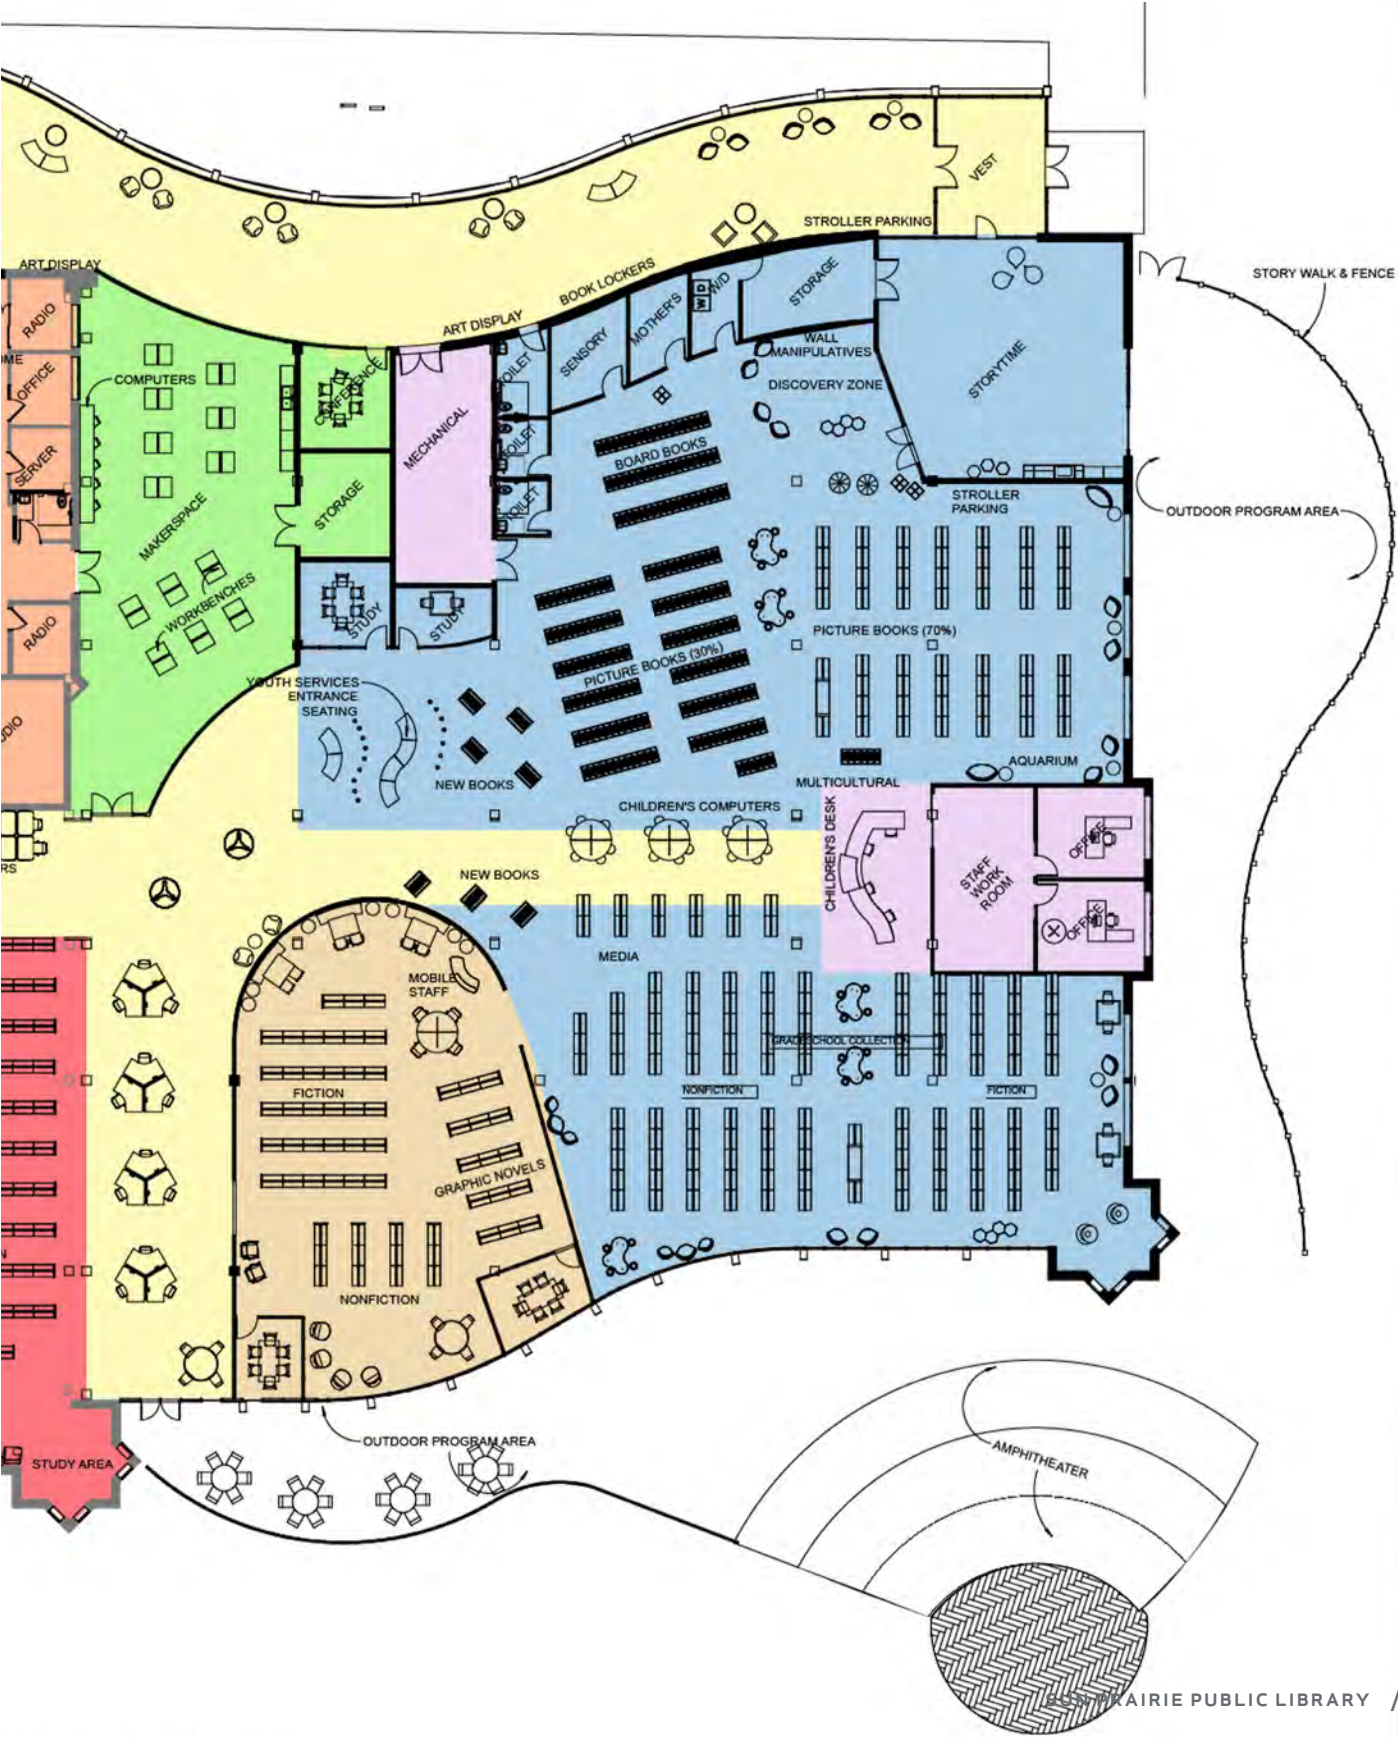 VEST
STROLLER PARKING
ART DISPLAY
BOOK LOCKERS
ART DISPLAY
STORY WALK & FENCE
RADIO
W/D
W D
STORAGE
MOTHER'S
SENSORY
TOILET
WALL
MANIPULATIVES
DISCOVERY ZONE
STORYTIME
OFFICE
COMPUTERS
CONFERENCE
MECHANICAL
BOARD BOOKS
TOILET
SERVER
MAKERSPACE
STORAGE
TOILET
STROLLER
PARKING
OUTDOOR PROGRAM AREA
WORKBENCHES
STUDY
STUDY
RADIO
PICTURE BOOKS (70%)
PICTURE BOOKS (30%)
YOUTH SERVICES
ENTRANCE
SEATING
NEW BOOKS
AQUARIUM
MULTICULTURAL
CHILDREN'S COMPUTERS
CHILDREN'S DESK
STAFF
WORK
ROOM
OFFICE
OFFICE
NEW BOOKS
MEDIA
MOBILE
STAFF
GRADESCHOOL COLLECTION
NONFICTION
FICTION
FICTION
GRAPHIC NOVELS
NONFICTION
OUTDOOR PROGRAM AREA
STUDY AREA
AMPHITHEATER
SUN PRAIRIE PUBLIC LIBRARY /